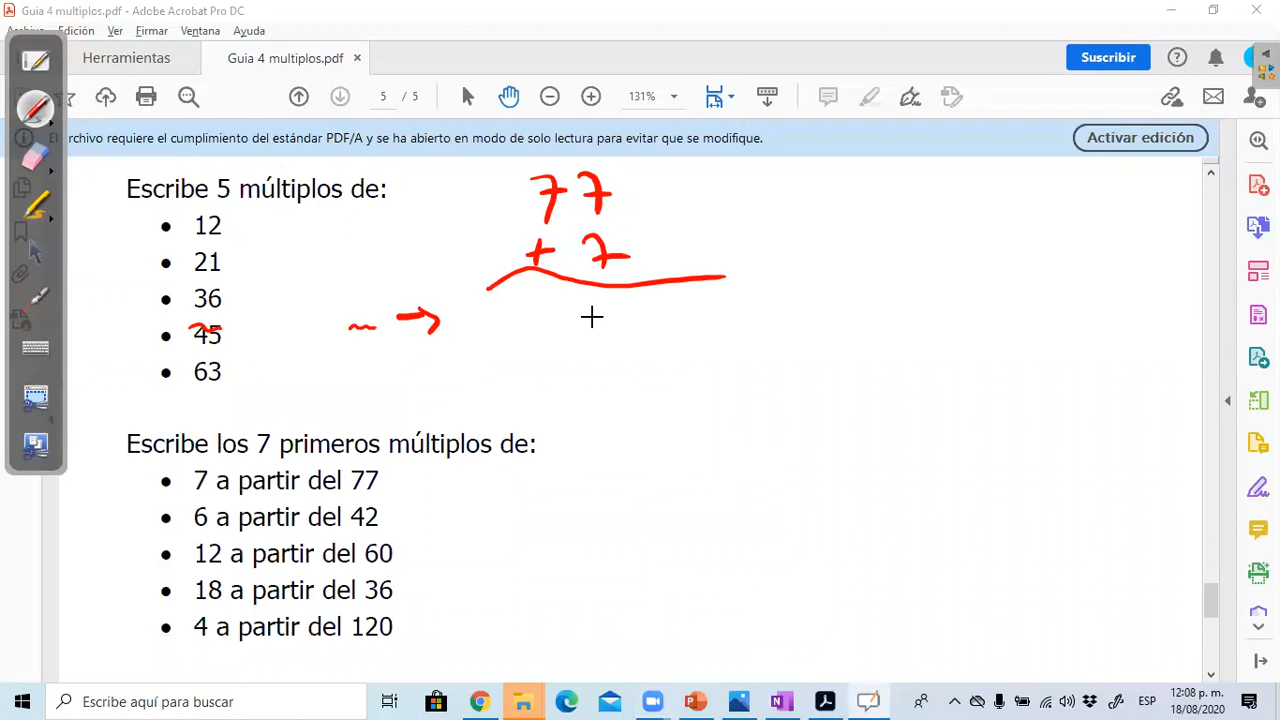 Guia 4 multiplos.pdf - Adobe Acrobat Pro DC
Archivo Edición Ver Firmar Ventana Ayuda
Herramientas
Guia 4 multiplos.pdf ×
Suscribir
5 / 5
131%
El archivo requiere el cumplimiento del estándar PDF/A y se ha abierto en modo de solo lectura para evitar que se modifique.
Activar edición
Escribe 5 múltiplos de:
• 12
• 21
• 36
• 45
• 63
77
+ 7
Escribe los 7 primeros múltiplos de:
• 7 a partir del 77
• 6 a partir del 42
• 12 a partir del 60
• 18 a partir del 36
• 4 a partir del 120
Escribe aquí para buscar
ESP
12:08 p. m.
18/08/2020